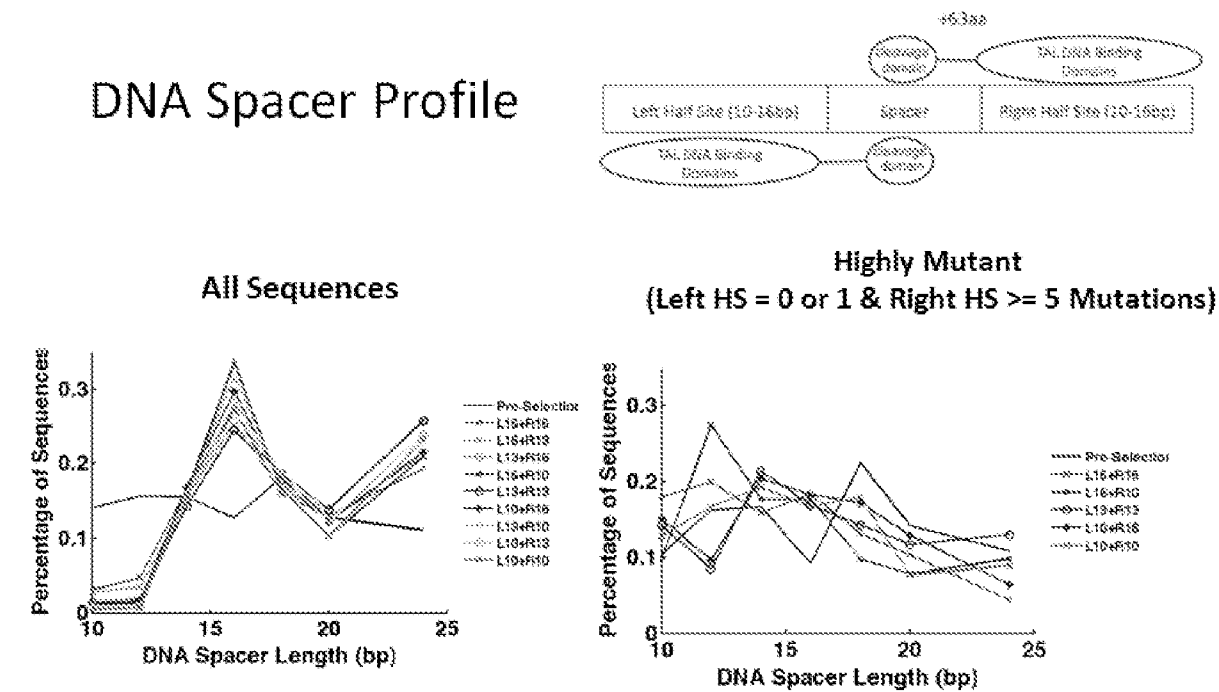 DNA Spacer Profile
+63aa
Cleavage
domain
TAL DNA Binding
Domains
Left Half Site (10-16bp)
Spacer
Right Half Site (10-16bp)
TAL DNA Binding
Domains
Cleavage
domain
All Sequences
Percentage of Sequences
0.3
0.2
0.1
0
10
15
20
25
DNA Spacer Length (bp)
Pre-Selection
L16+R16
L16+R13
L13+R16
L16+R10
L13+R13
L10+R16
L13+R10
L10+R13
L10+R10
Highly Mutant
(Left HS = 0 or 1 & Right HS >= 5 Mutations)
Percentage of Sequences
0.3
0.2
0.1
0
10
15
20
25
DNA Spacer Length (bp)
Pre-Selection
L16+R16
L16+R10
L13+R13
L10+R16
L10+R10